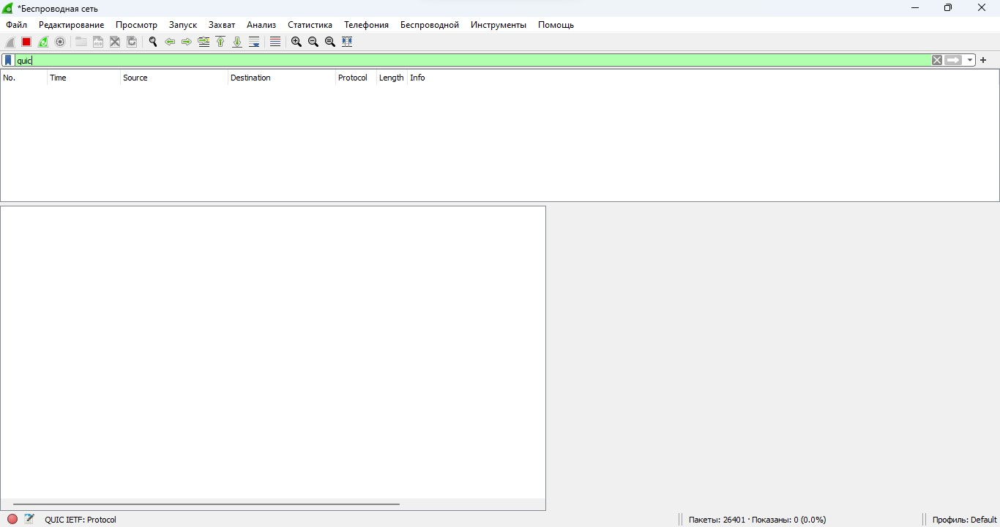 *Беспроводная сеть
Файл Редактирование Просмотр Запуск Захват Анализ Статистика Телефония Беспроводной Инструменты Помощь
quic
No. Time Source Destination Protocol Length Info
QUIC IETF: Protocol Пакеты: 26401 · Показаны: 0 (0.0%) Профиль: Default